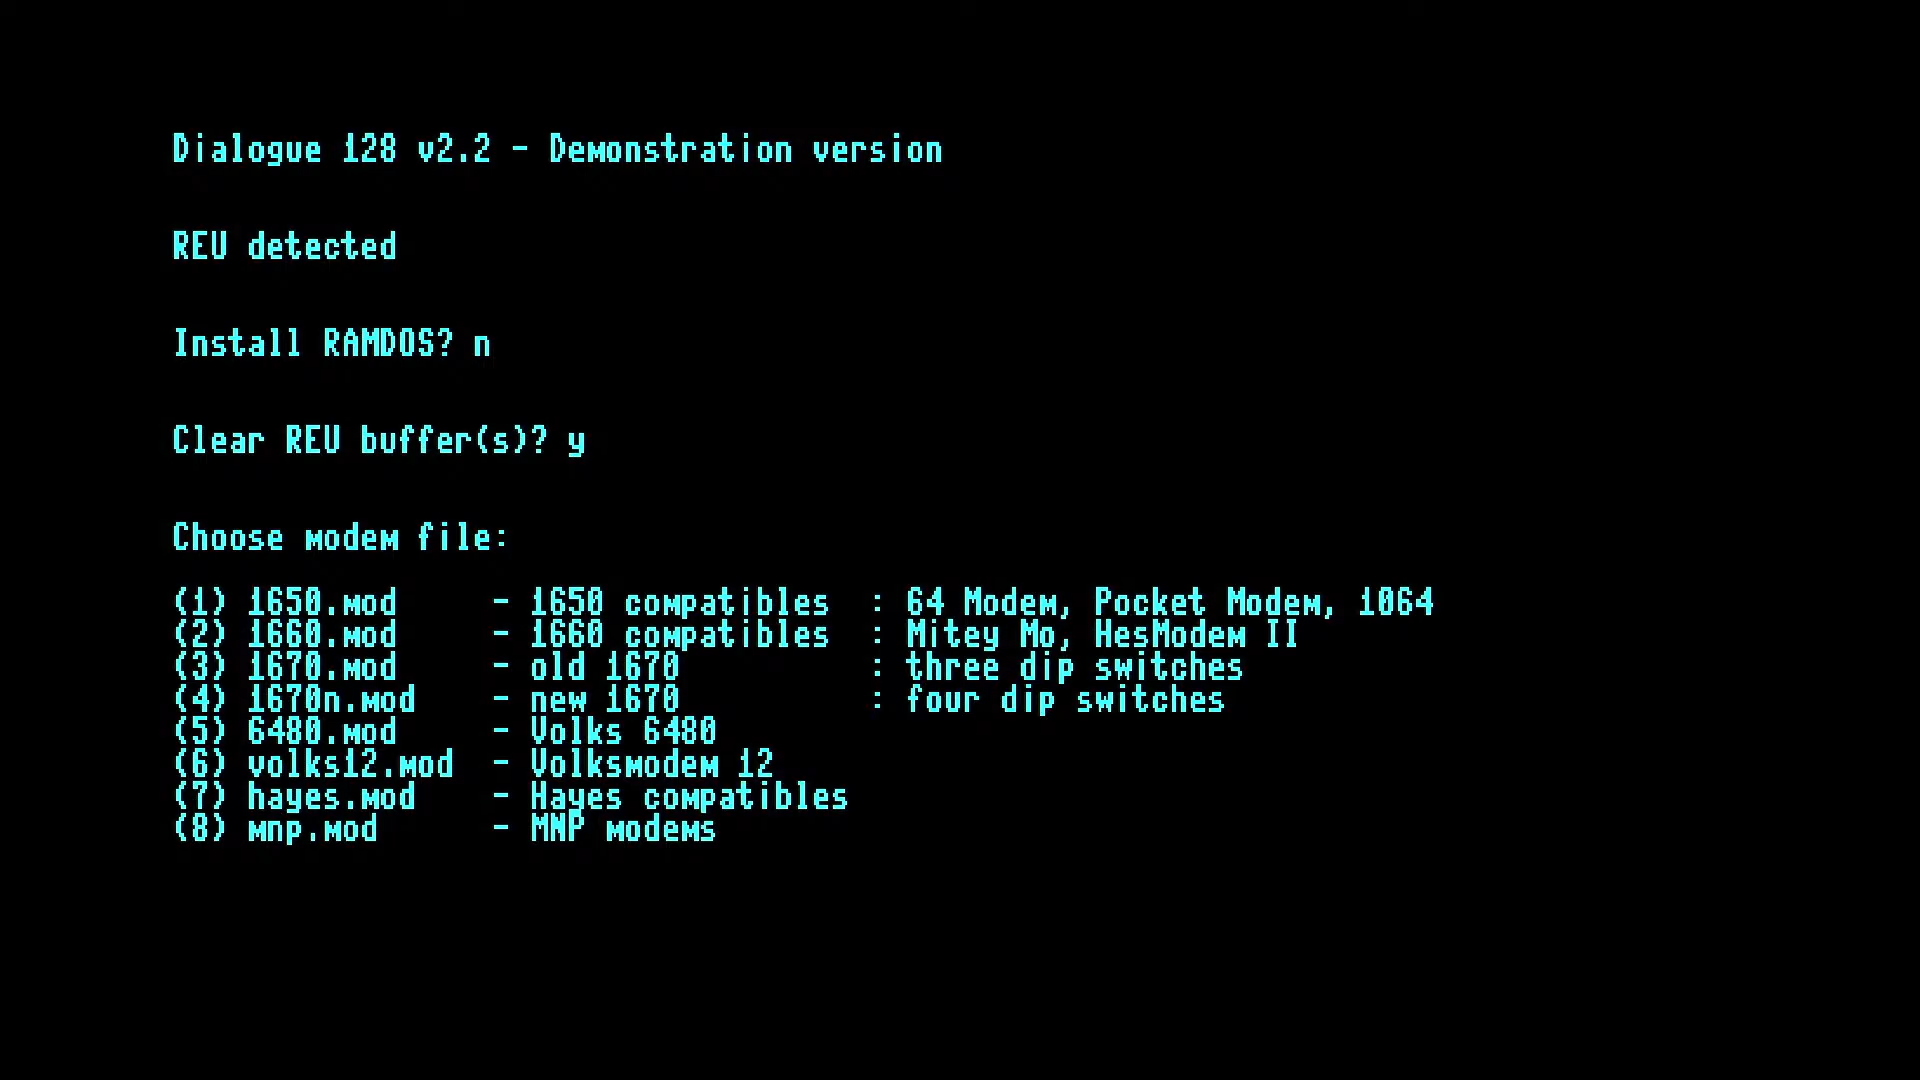 Dialogue 128 v2.2 - Demonstration version
REU detected
Install RAMDOS? n
Clear REU buffer(s)? y
Choose modem file:
(1) 1650.mod     - 1650 compatibles  : 64 Modem, Pocket Modem, 1064
(2) 1660.mod     - 1660 compatibles  : Mitey Mo, HesModem II
(3) 1670.mod     - old 1670          : three dip switches
(4) 1670n.mod    - new 1670          : four dip switches
(5) 6480.mod     - Volks 6480
(6) volks12.mod  - Volksmodem 12
(7) hayes.mod    - Hayes compatibles
(8) mnp.mod      - MNP modems